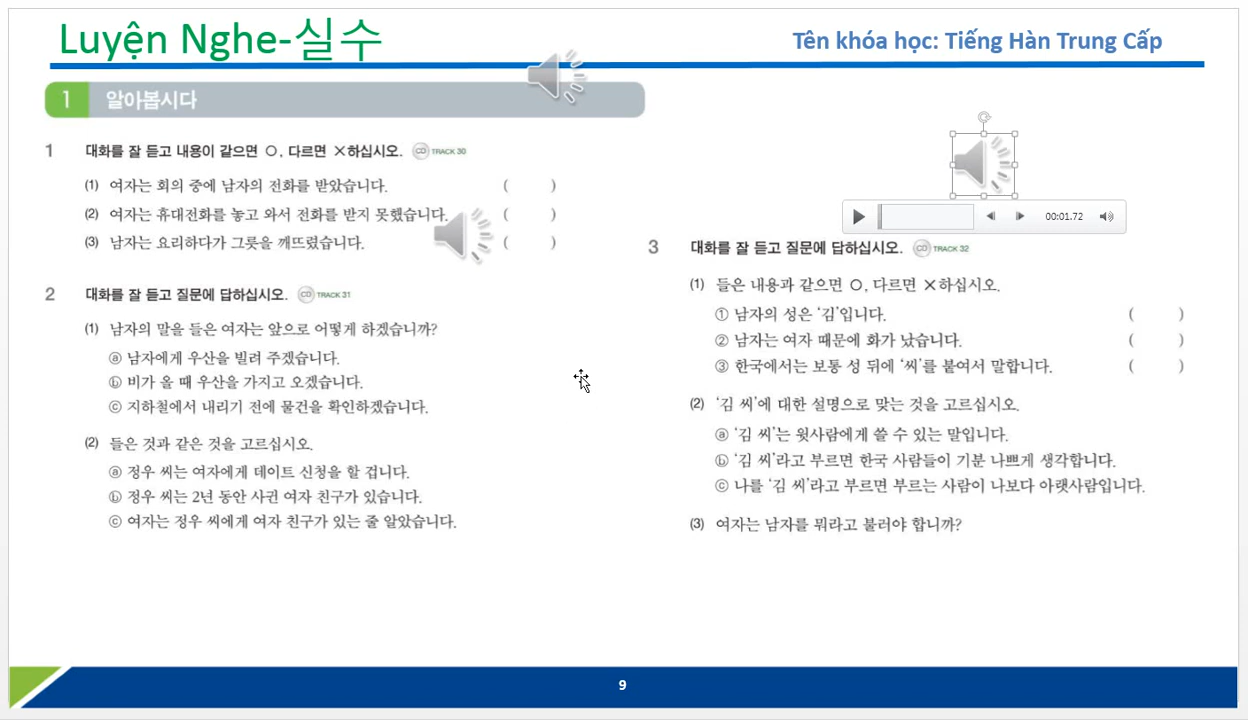 Luyện Nghe-실수
Tên khóa học: Tiếng Hàn Trung Cấp
1 알아봅시다
1 대화를 잘 듣고 내용이 같으면 ○, 다르면 ×하십시오. CD TRACK 30
(1) 여자는 회의 중에 남자의 전화를 받았습니다. ( )
(2) 여자는 휴대전화를 놓고 와서 전화를 받지 못했습니다. ( )
(3) 남자는 요리하다가 그릇을 깨뜨렸습니다. ( )
2 대화를 잘 듣고 질문에 답하십시오. CD TRACK 31
(1) 남자의 말을 들은 여자는 앞으로 어떻게 하겠습니까?
ⓐ 남자에게 우산을 빌려 주겠습니다.
ⓑ 비가 올 때 우산을 가지고 오겠습니다.
ⓒ 지하철에서 내리기 전에 물건을 확인하겠습니다.
(2) 들은 것과 같은 것을 고르십시오.
ⓐ 정우 씨는 여자에게 데이트 신청을 할 겁니다.
ⓑ 정우 씨는 2년 동안 사귄 여자 친구가 있습니다.
ⓒ 여자는 정우 씨에게 여자 친구가 있는 줄 알았습니다.
00:01.72
3 대화를 잘 듣고 질문에 답하십시오. CD TRACK 32
(1) 들은 내용과 같으면 ○, 다르면 ×하십시오.
① 남자의 성은 ‘김’입니다. ( )
② 남자는 여자 때문에 화가 났습니다. ( )
③ 한국에서는 보통 성 뒤에 ‘씨’를 붙여서 말합니다. ( )
(2) ‘김 씨’에 대한 설명으로 맞는 것을 고르십시오.
ⓐ ‘김 씨’는 윗사람에게 쓸 수 있는 말입니다.
ⓑ ‘김 씨’라고 부르면 한국 사람들이 기분 나쁘게 생각합니다.
ⓒ 나를 ‘김 씨’라고 부르면 부르는 사람이 나보다 아랫사람입니다.
(3) 여자는 남자를 뭐라고 불러야 합니까?
9